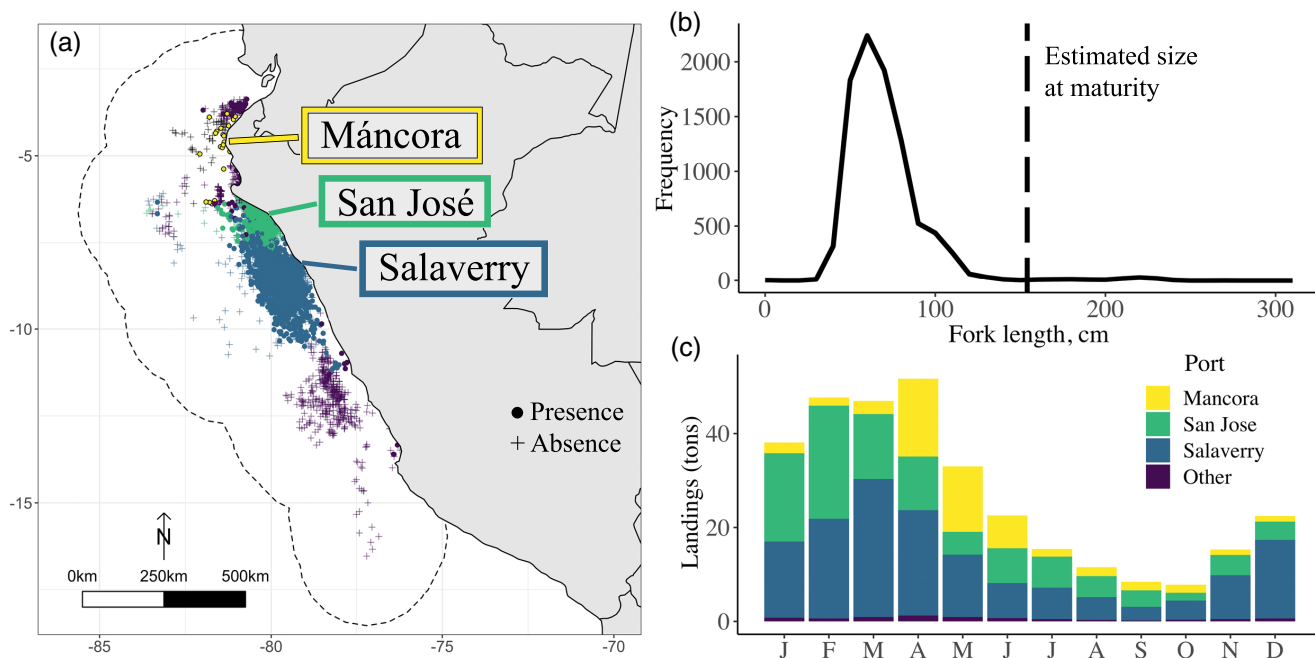 (a)
Máncora
San José
Salaverry
● Presence
+ Absence
-5
-10
-15
N
0km 250km 500km
-85 -80 -75 -70
(b)
Estimated size
at maturity
Frequency
2000
1500
1000
500
0
0 100 200 300
Fork length, cm
(c)
Port
Mancora
San Jose
Salaverry
Other
Landings (tons)
40
20
0
J F M A M J J A S O N D